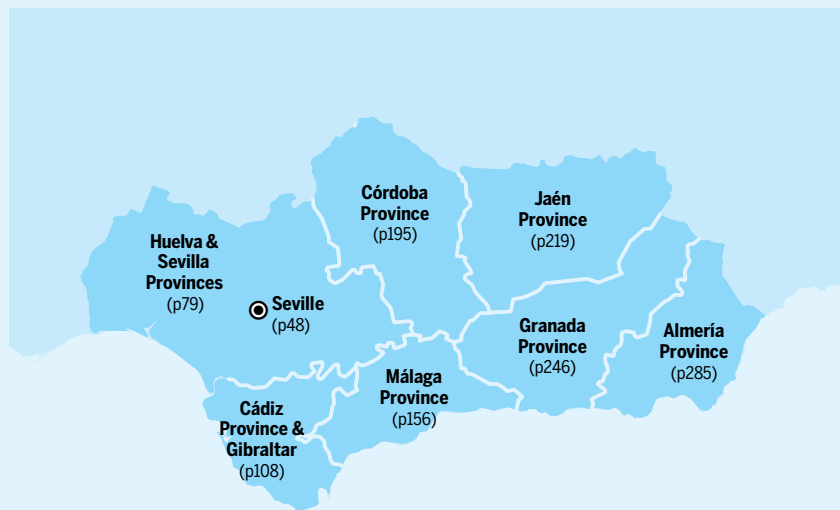 Córdoba
Province
(p195)
Jaén
Province
(p219)
Huelva &
Sevilla
Provinces
(p79)
Seville
(p48)
Granada
Province
(p246)
Almería
Province
(p285)
Málaga
Province
(p156)
Cádiz
Province &
Gibraltar
(p108)